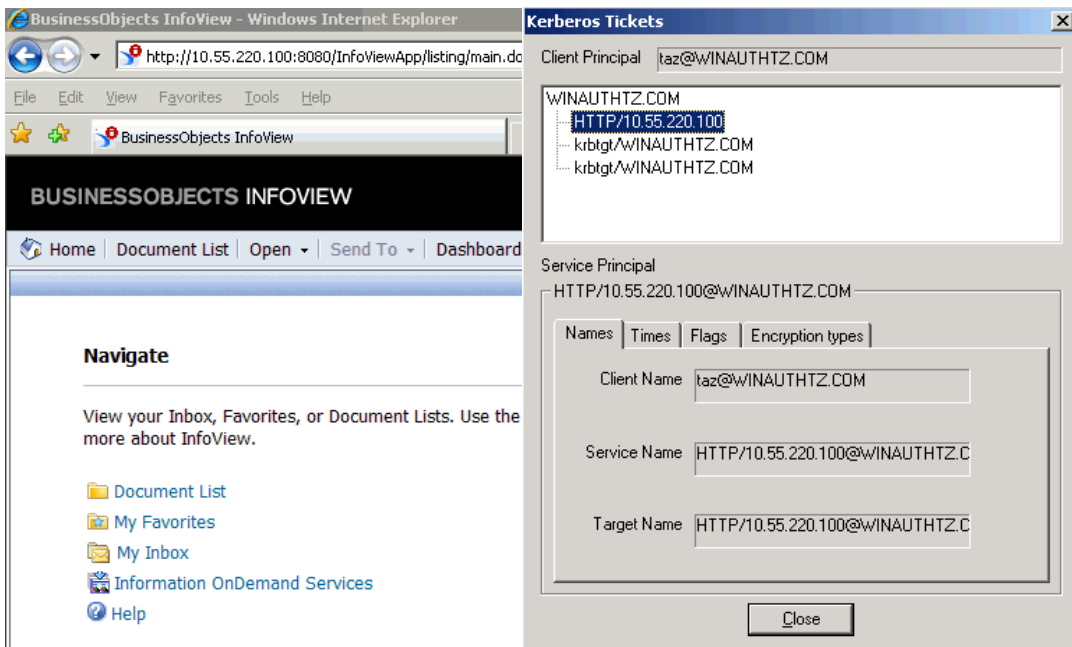 BusinessObjects InfoView - Windows Internet Explorer
http://10.55.220.100:8080/InfoViewApp/listing/main.do
File Edit View Favorites Tools Help
BusinessObjects InfoView
BUSINESSOBJECTS INFOVIEW
Home Document List Open Send To Dashboard
Navigate
View your Inbox, Favorites, or Document Lists. Use the
more about InfoView.
Document List
My Favorites
My Inbox
Information OnDemand Services
Help
Kerberos Tickets
Client Principal taz@WINAUTHTZ.COM
WINAUTHTZ.COM
HTTP/10.55.220.100
krbtgt/WINAUTHTZ.COM
krbtgt/WINAUTHTZ.COM
Service Principal
HTTP/10.55.220.100@WINAUTHTZ.COM
Names Times Flags Encryption types
Client Name taz@WINAUTHTZ.COM
Service Name HTTP/10.55.220.100@WINAUTHTZ.C
Target Name HTTP/10.55.220.100@WINAUTHTZ.C
Close